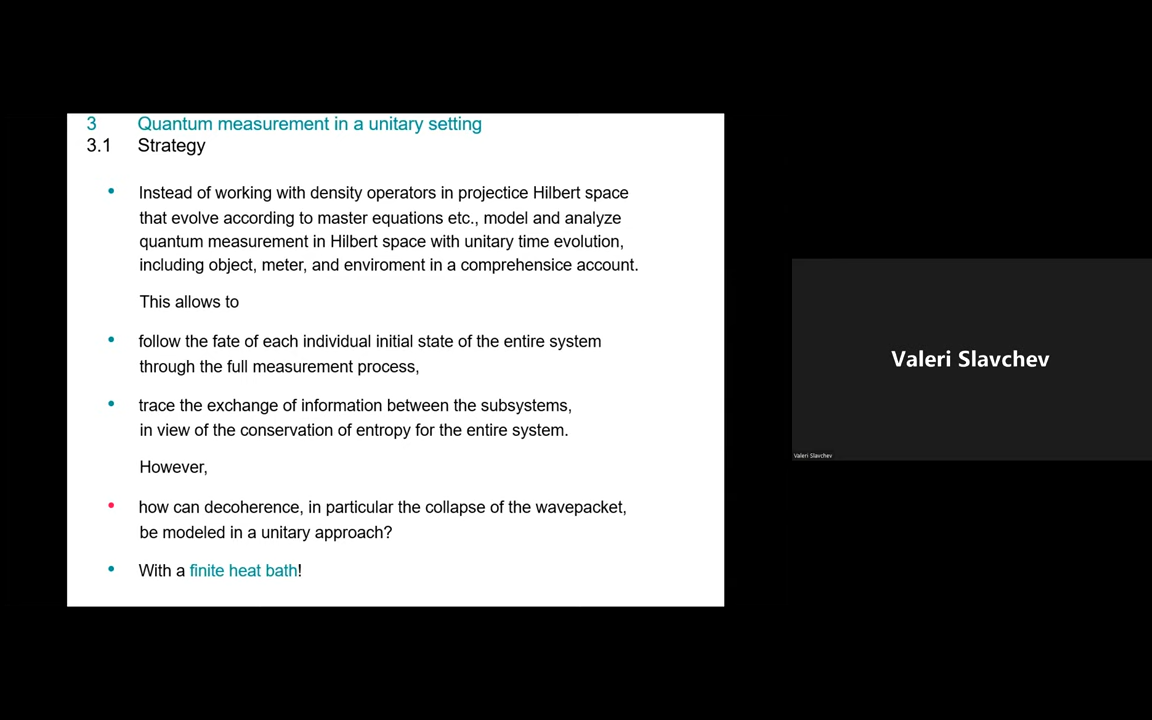 3 Quantum measurement in a unitary setting
3.1 Strategy
• Instead of working with density operators in projectice Hilbert space
that evolve according to master equations etc., model and analyze
quantum measurement in Hilbert space with unitary time evolution,
including object, meter, and enviroment in a comprehensice account.
This allows to
• follow the fate of each individual initial state of the entire system
through the full measurement process,
• trace the exchange of information between the subsystems,
in view of the conservation of entropy for the entire system.
However,
• how can decoherence, in particular the collapse of the wavepacket,
be modeled in a unitary approach?
• With a finite heat bath!
Valeri Slavchev
Valeri Slavchev